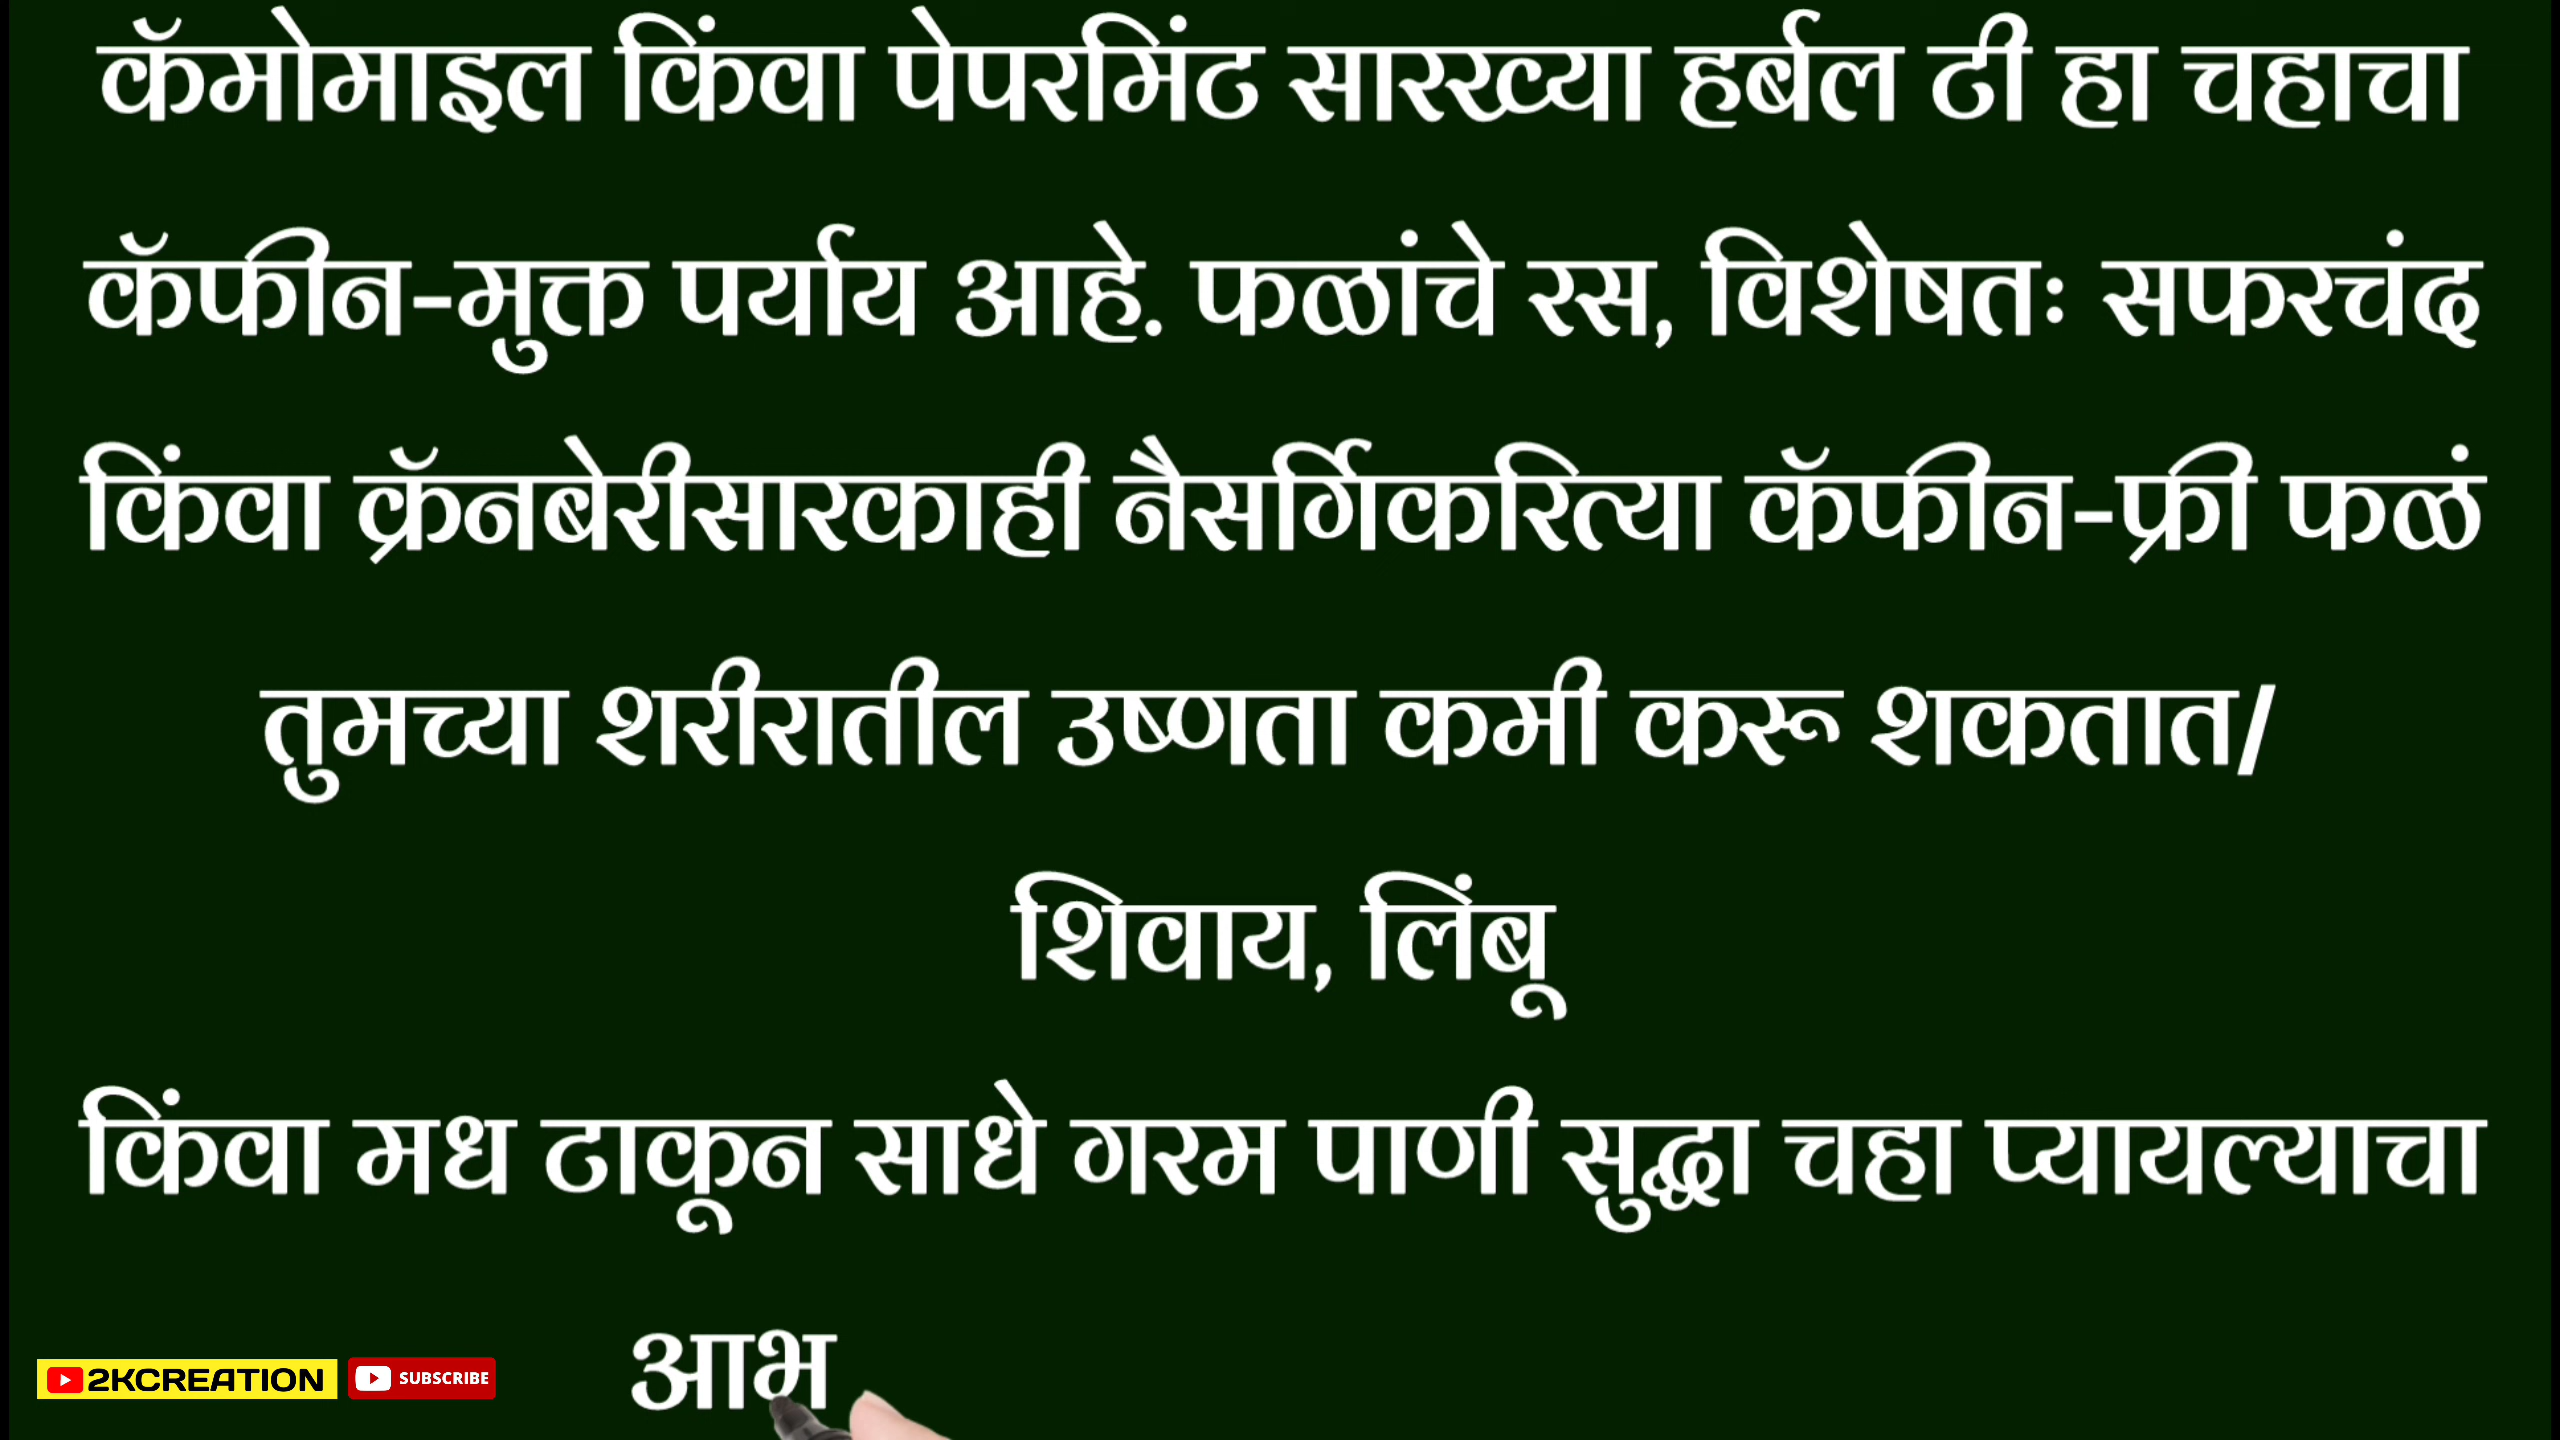 कॅमोमाइल किंवा पेपरमिंट सारख्या हर्बल टी हा चहाचा
कॅफीन-मुक्त पर्याय आहे. फळांचे रस, विशेषतः सफरचंद
किंवा क्रॅनबेरीसारकाही नैसर्गिकरित्या कॅफीन-फ्री फळं
तुमच्या शरीरातील उष्णता कमी करू शकतात/
शिवाय, लिंबू
किंवा मध टाकून साधे गरम पाणी सुद्धा चहा प्यायल्याचा
आभ
2KCREATION SUBSCRIBE